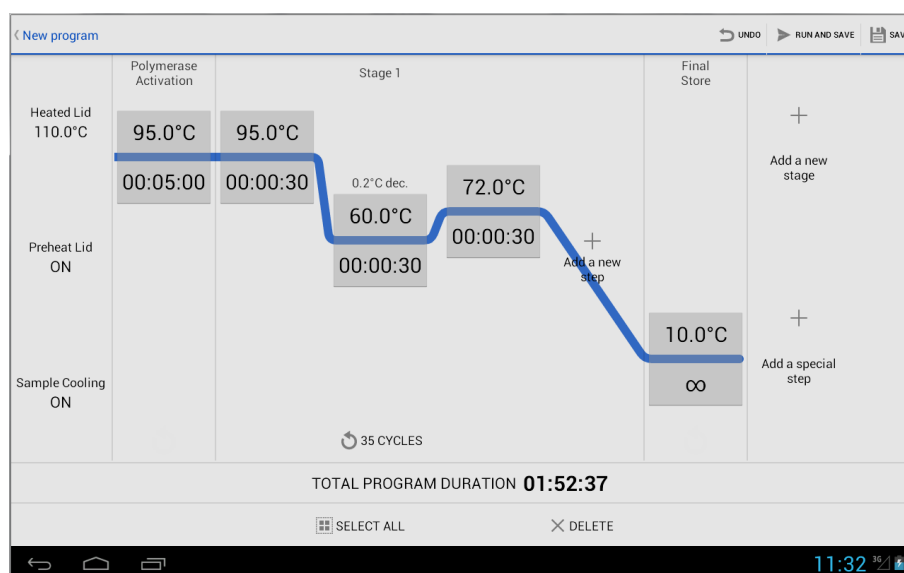 New program
UNDO
RUN AND SAVE
SAV
Polymerase
Activation
Stage 1
Final
Store
Heated Lid
110.0°C
95.0°C
00:05:00
95.0°C
00:00:30
0.2°C dec.
60.0°C
00:00:30
72.0°C
00:00:30
Add a new
step
10.0°C
∞
Add a new
stage
Add a special
step
Preheat Lid
ON
Sample Cooling
ON
35 CYCLES
TOTAL PROGRAM DURATION 01:52:37
SELECT ALL
DELETE
11:32
3G